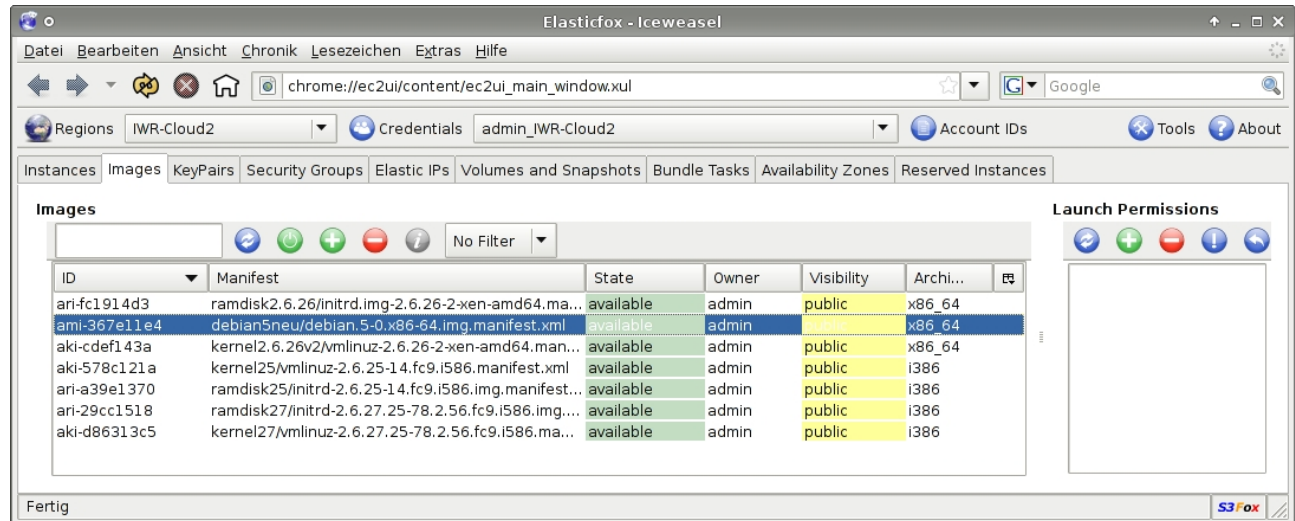 Elasticfox - Iceweasel
Datei Bearbeiten Ansicht Chronik Lesezeichen Extras Hilfe
chrome://ec2ui/content/ec2ui_main_window.xul G Google
Regions IWR-Cloud2 Credentials admin_IWR-Cloud2 Account IDs Tools About
Instances Images KeyPairs Security Groups Elastic IPs Volumes and Snapshots Bundle Tasks Availability Zones Reserved Instances
Images Launch Permissions
No Filter
ID Manifest State Owner Visibility Archi...
ari-fc1914d3 ramdisk2.6.26/initrd.img-2.6.26-2-xen-amd64.ma... available admin public x86_64
ami-367e11e4 debian5neu/debian.5-0.x86-64.img.manifest.xml available admin public x86_64
aki-cdef143a kernel2.6.26v2/vmlinuz-2.6.26-2-xen-amd64.man... available admin public x86_64
aki-578c121a kernel25/vmlinuz-2.6.25-14.fc9.i586.manifest.xml available admin public i386
ari-a39e1370 ramdisk25/initrd-2.6.25-14.fc9.i586.img.manifest... available admin public i386
ari-29cc1518 ramdisk27/initrd-2.6.27.25-78.2.56.fc9.i586.img.... available admin public i386
aki-d86313c5 kernel27/vmlinuz-2.6.27.25-78.2.56.fc9.i586.ma... available admin public i386
Fertig S3Fox